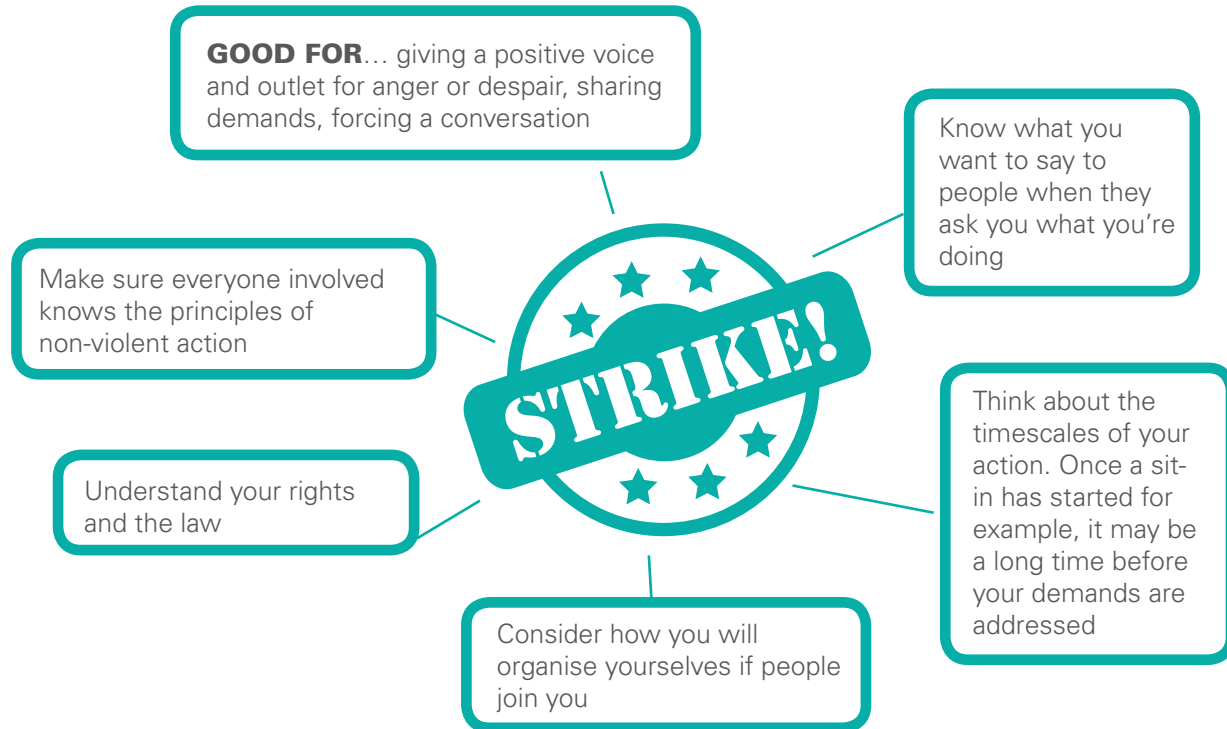 GOOD FOR… giving a positive voice
and outlet for anger or despair, sharing
demands, forcing a conversation
Know what you
want to say to
people when they
ask you what you're
doing
Make sure everyone involved
knows the principles of
non-violent action
STRIKE!
Think about the
timescales of your
action. Once a sit-
in has started for
example, it may be
a long time before
your demands are
addressed
Understand your rights
and the law
Consider how you will
organise yourselves if people
join you